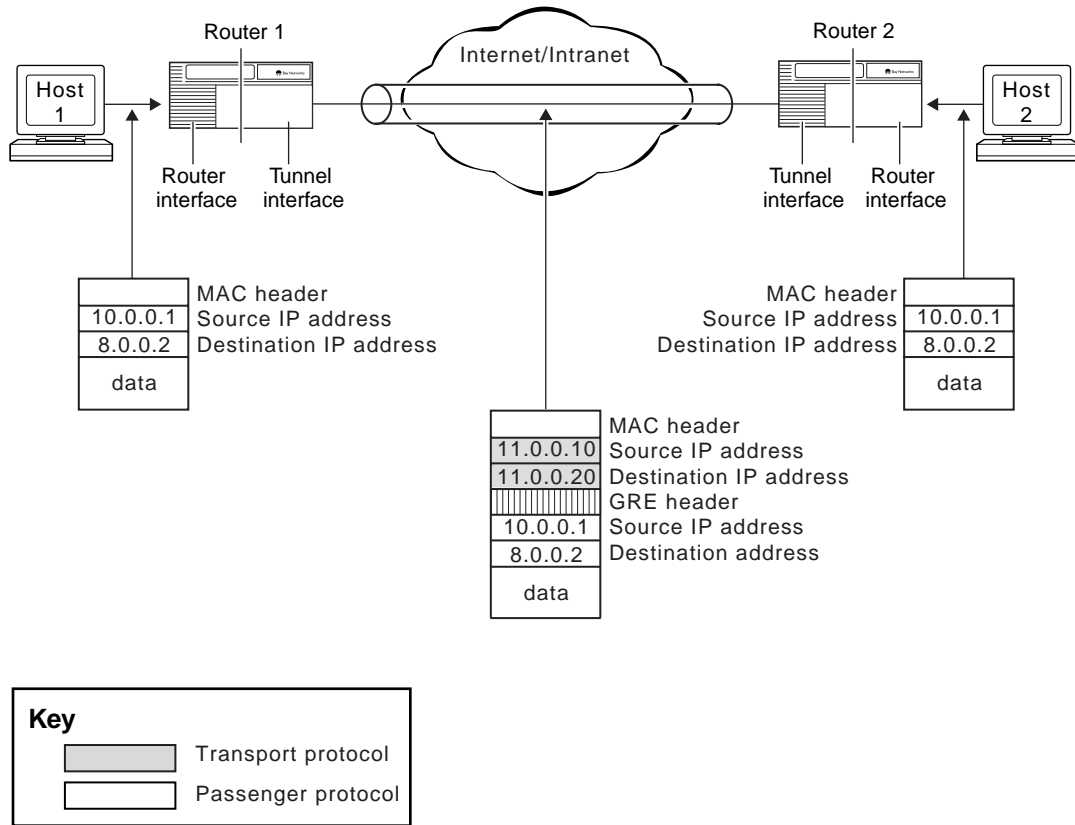 Router 1
Internet/Intranet
Router 2
Host
1
Bay Networks
Bay Networks
Host
2
Router
interface
Tunnel
interface
Tunnel
interface
Router
interface
MAC header
10.0.0.1 Source IP address
8.0.0.2 Destination IP address
data
MAC header
Source IP address 10.0.0.1
Destination IP address 8.0.0.2
data
MAC header
11.0.0.10 Source IP address
11.0.0.20 Destination IP address
GRE header
10.0.0.1 Source IP address
8.0.0.2 Destination address
data
Key
Transport protocol
Passenger protocol